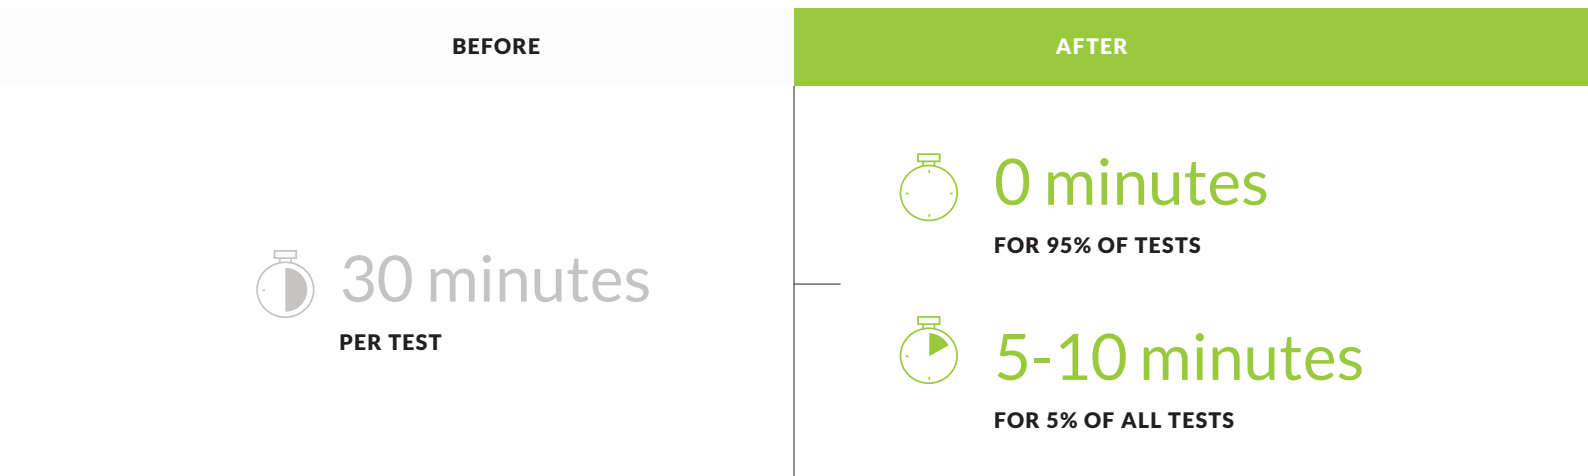 BEFORE
AFTER
30 minutes
PER TEST
0 minutes
FOR 95% OF TESTS
5-10 minutes
FOR 5% OF ALL TESTS